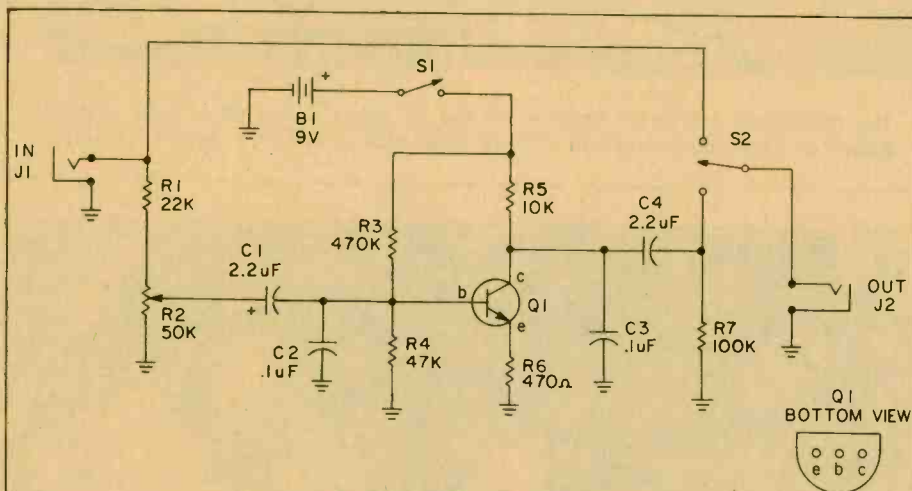 S1
+
B1
9V
S2
IN
J1
R1
22K
R5
10K
C4
2.2uF
R3
470K
C1
2.2uF
c
b
Q1
OUT
J2
+
e
R2
50K
C2
.1uF
R4
47K
R6
470Ω
C3
.1uF
R7
100K
Q1
BOTTOM VIEW
e b c